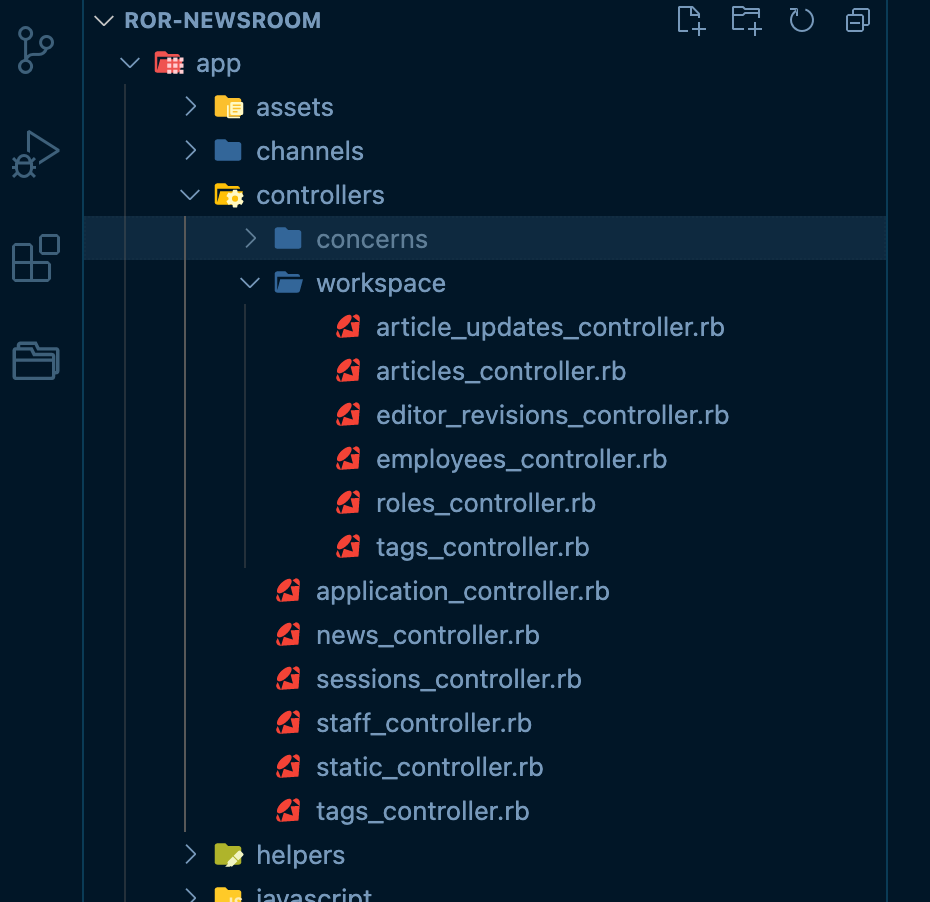 ROR-NEWSROOM
app
assets
channels
controllers
concerns
workspace
article_updates_controller.rb
articles_controller.rb
editor_revisions_controller.rb
employees_controller.rb
roles_controller.rb
tags_controller.rb
application_controller.rb
news_controller.rb
sessions_controller.rb
staff_controller.rb
static_controller.rb
tags_controller.rb
helpers
javascript